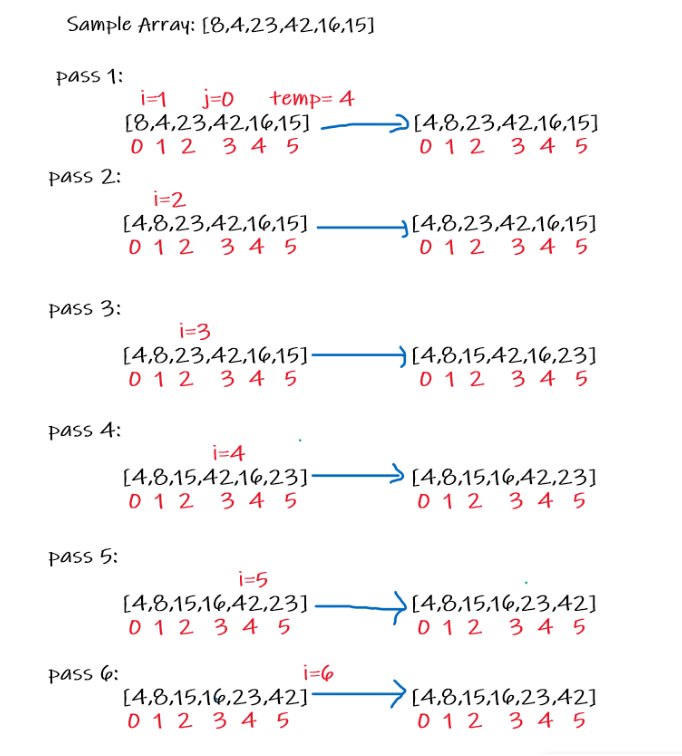 Sample Array: [8,4,23,42,16,15]
pass 1:
i=1 j=0 temp= 4
[8,4,23,42,16,15] [4,8,23,42,16,15]
0 1 2 3 4 5 0 1 2 3 4 5
pass 2:
i=2
[4,8,23,42,16,15] [4,8,23,42,16,15]
0 1 2 3 4 5 0 1 2 3 4 5
pass 3:
i=3
[4,8,23,42,16,15] [4,8,15,42,16,23]
0 1 2 3 4 5 0 1 2 3 4 5
pass 4:
i=4
[4,8,15,42,16,23] [4,8,15,16,42,23]
0 1 2 3 4 5 0 1 2 3 4 5
pass 5:
i=5
[4,8,15,16,42,23] [4,8,15,16,23,42]
0 1 2 3 4 5 0 1 2 3 4 5
pass 6:
i=6
[4,8,15,16,23,42] [4,8,15,16,23,42]
0 1 2 3 4 5 0 1 2 3 4 5